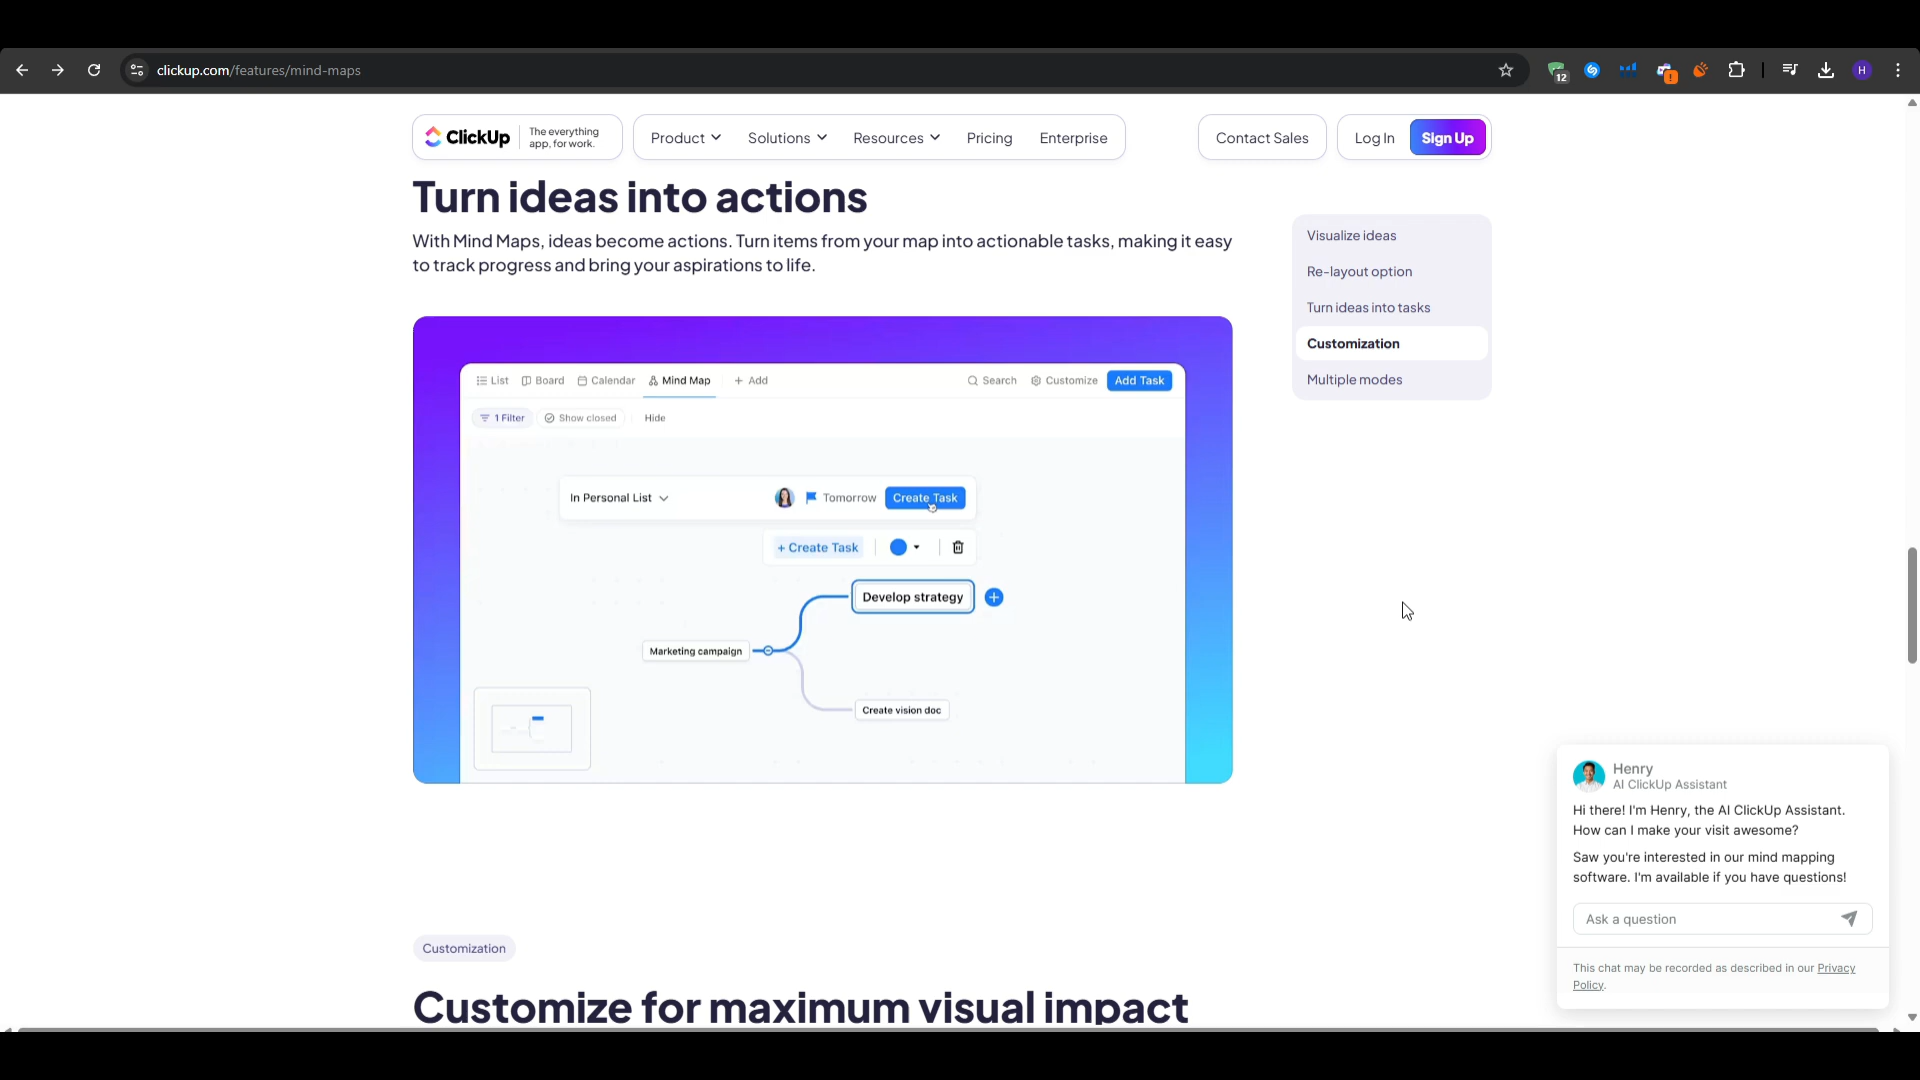 clickup.com/features/mind-maps
12
!
H
ClickUp
The everything
app, for work.
Product
Solutions
Resources
Pricing
Enterprise
Contact Sales
Log In
Sign Up
Turn ideas into actions
With Mind Maps, ideas become actions. Turn items from your map into actionable tasks, making it easy
to track progress and bring your aspirations to life.
Visualize ideas
Re-layout option
Turn ideas into tasks
Customization
Multiple modes
List
Board
Calendar
Mind Map
+ Add
Search
Customize
Add Task
1 Filter
Show closed
Hide
In Personal List
Tomorrow
Create Task
+ Create Task
Develop strategy
Marketing campaign
Create vision doc
Henry
AI ClickUp Assistant
Hi there! I'm Henry, the AI ClickUp Assistant.
How can I make your visit awesome?
Saw you're interested in our mind mapping
software. I'm available if you have questions!
Ask a question
This chat may be recorded as described in our Privacy
Policy.
Customization
Customize for maximum visual impact